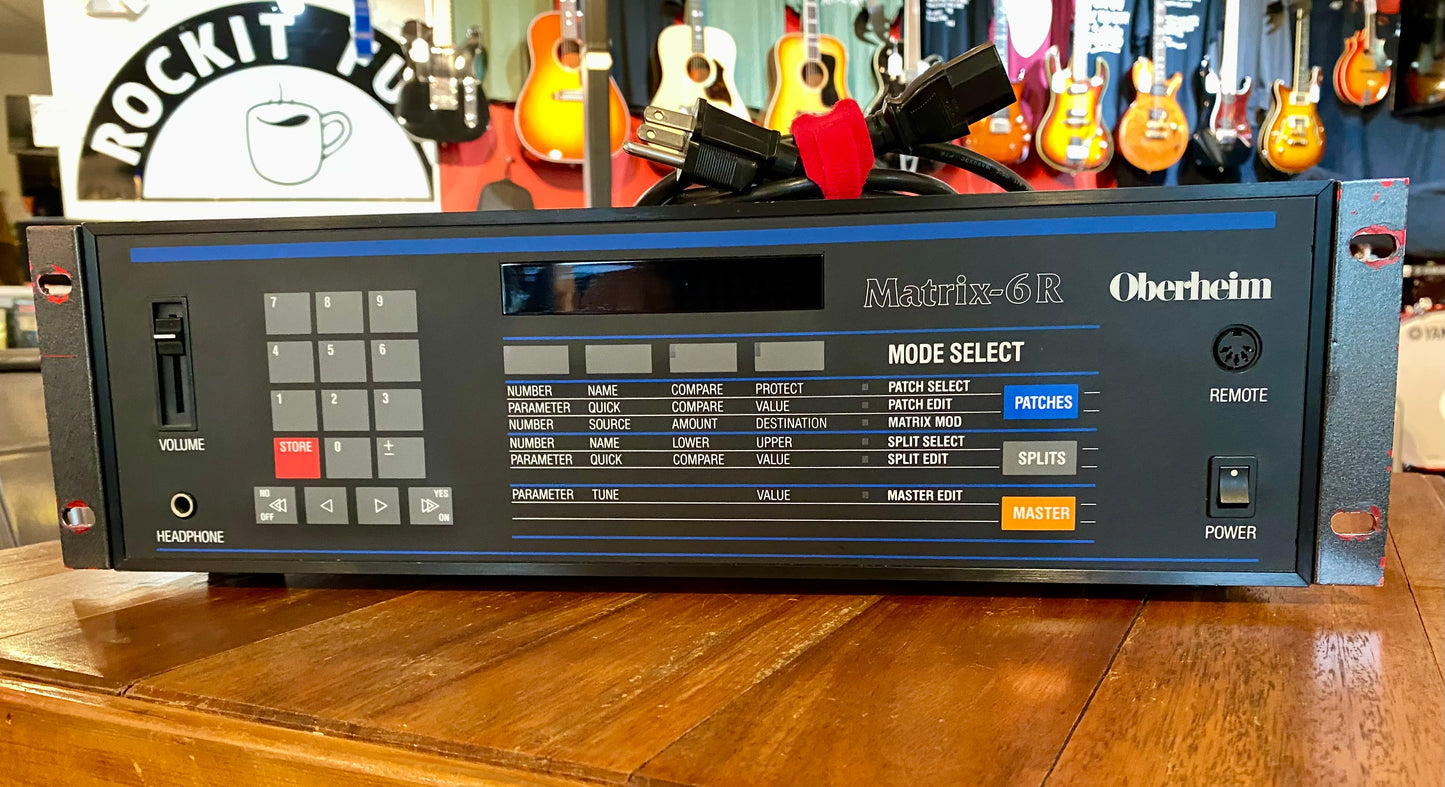 ROCKIT FU
Matrix-6R
Oberheim
7 8 9
4 5 6
1 2 3
STORE 0 ±
NO OFF
YES ON
VOLUME
HEADPHONE
MODE SELECT
NUMBER NAME COMPARE PROTECT PATCH SELECT
PARAMETER QUICK COMPARE VALUE PATCH EDIT
NUMBER SOURCE AMOUNT DESTINATION MATRIX MOD
NUMBER NAME LOWER UPPER SPLIT SELECT
PARAMETER QUICK COMPARE VALUE SPLIT EDIT
PARAMETER TUNE VALUE MASTER EDIT
PATCHES
SPLITS
MASTER
REMOTE
POWER